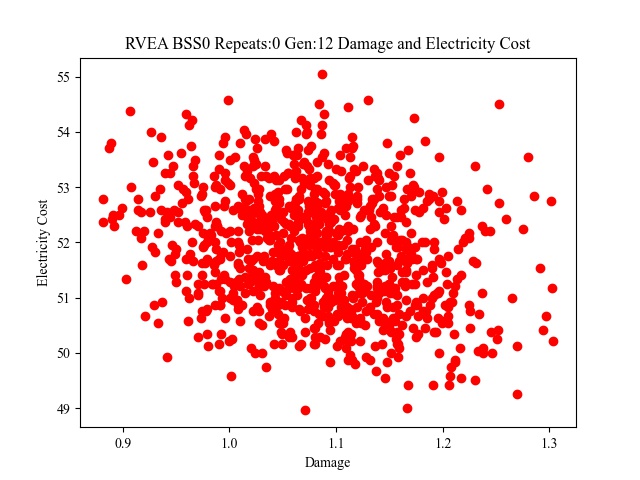 RVEA BSS0 Repeats:0 Gen:12 Damage and Electricity Cost
55
54
53
52
51
50
49
Electricity Cost
0.9 1.0 1.1 1.2 1.3
Damage